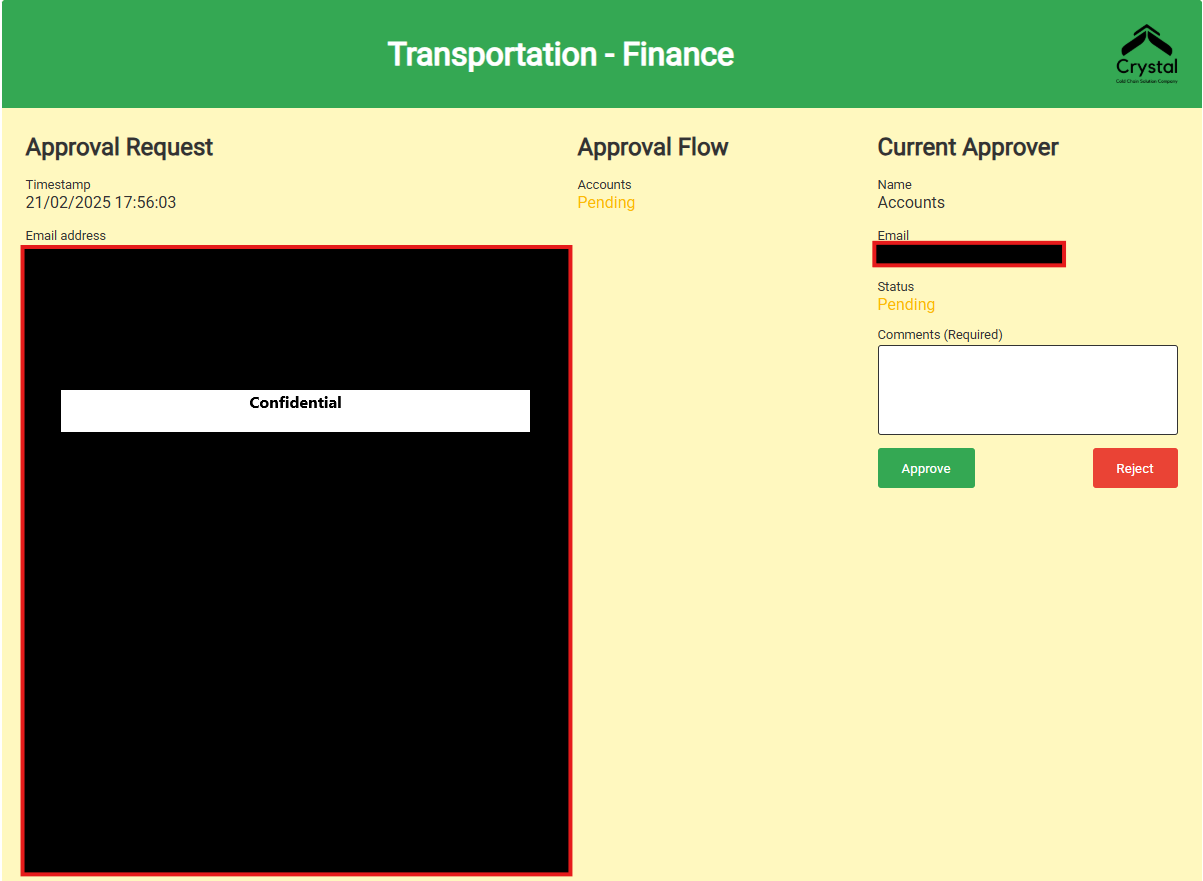 Transportation - Finance
Crystal
Cold Chain Solution Company
Approval Request
Timestamp
21/02/2025 17:56:03
Email address
Confidential
Approval Flow
Accounts
Pending
Current Approver
Name
Accounts
Email
Status
Pending
Comments (Required)
Approve
Reject